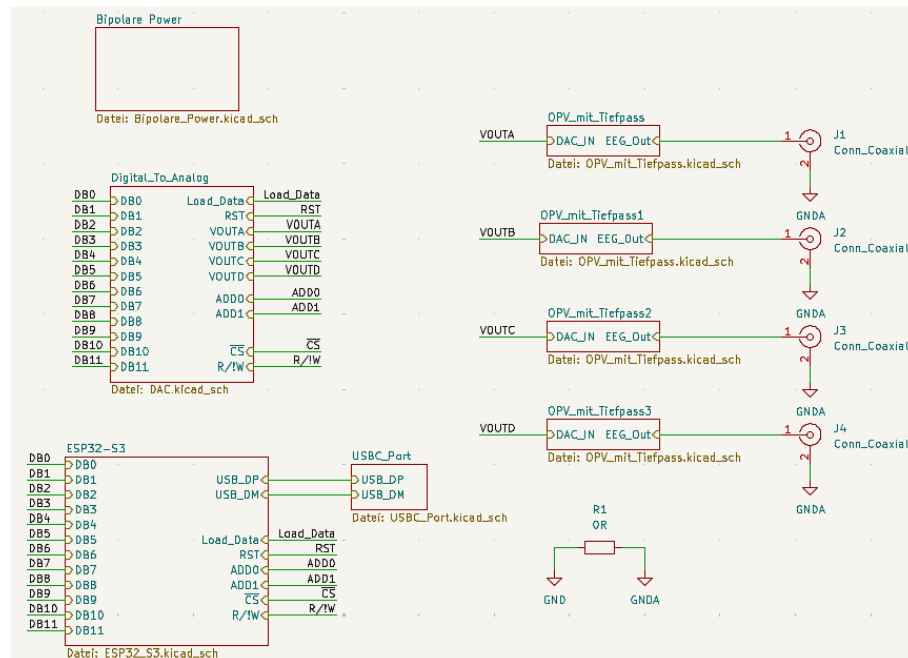 Bipolare Power
Datei: Bipolare_Power.kicad_sch
Digital_To_Analog
DB0 DB0 Load_Data Load_Data
DB1 DB1 RST RST
DB2 DB2 VOUTA VOUTA
DB3 DB3 VOUTB VOUTB
DB4 DB4 VOUTC VOUTC
DB5 DB5 VOUTD VOUTD
DB6 DB6
DB7 DB7 ADD0 ADD0
DB8 DB8 ADD1 ADD1
DB9 DB9
DB10 DB10 CS CS
DB11 DB11 R/!W R/!W
Datei: DAC.kicad_sch
ESP32-S3
DB0 DB0
DB1 DB1 USB_DP
DB2 DB2 USB_DM
DB3 DB3
DB4 DB4
DB5 DB5 Load_Data Load_Data
DB6 DB6 RST RST
DB7 DB7 ADD0 ADD0
DB8 DB8 ADD1 ADD1
DB9 DB9 CS CS
DB10 DB10 R/!W R/!W
DB11 DB11
Datei: ESP32_S3.kicad_sch
USBC_Port
USB_DP
USB_DM
Datei: USBC_Port.kicad_sch
OPV_mit_Tiefpass
VOUTA DAC_IN EEG_Out 1 J1
2 Conn_Coaxial
Datei: OPV_mit_Tiefpass.kicad_sch
GNDA
OPV_mit_Tiefpass1
VOUTB DAC_IN EEG_Out 1 J2
2 Conn_Coaxial
Datei: OPV_mit_Tiefpass.kicad_sch
GNDA
OPV_mit_Tiefpass2
VOUTC DAC_IN EEG_Out 1 J3
2 Conn_Coaxial
Datei: OPV_mit_Tiefpass.kicad_sch
GNDA
OPV_mit_Tiefpass3
VOUTD DAC_IN EEG_Out 1 J4
2 Conn_Coaxial
Datei: OPV_mit_Tiefpass.kicad_sch
GNDA
R1
0R
GND GNDA